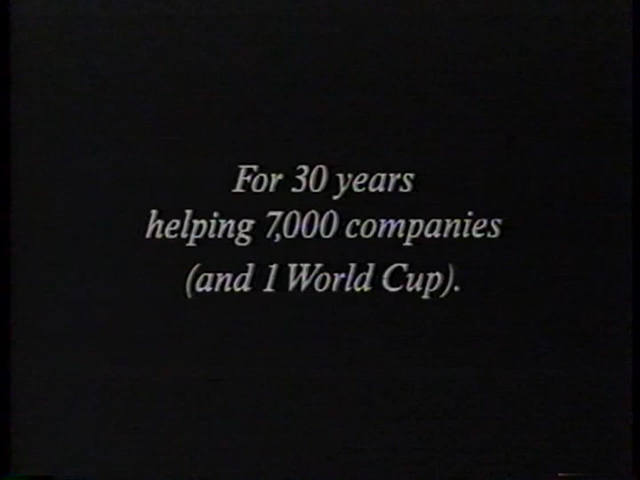 For 30 years
helping 7,000 companies
(and 1 World Cup).